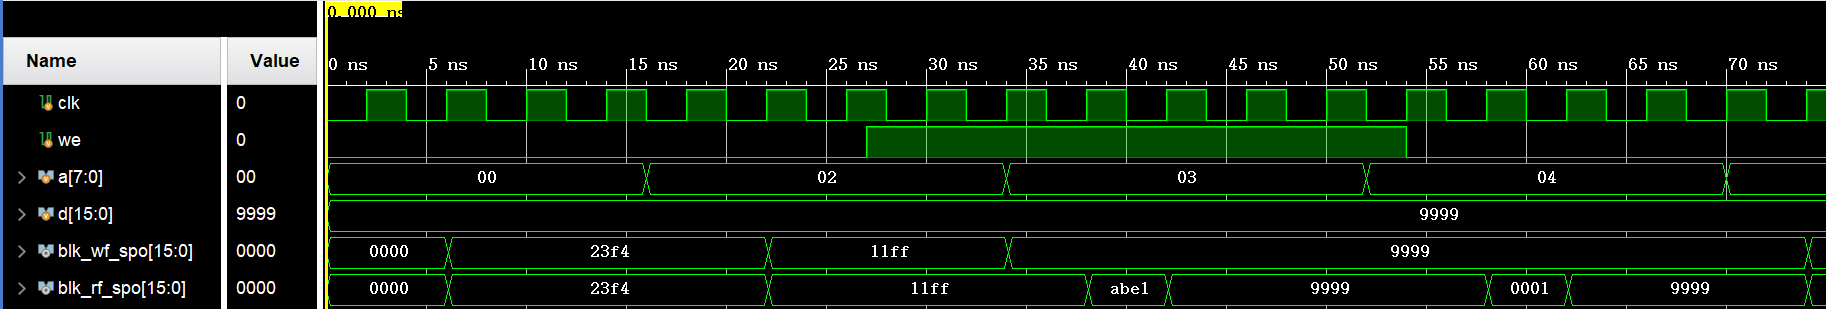 0.000 ns
Name Value
0 ns 5 ns 10 ns 15 ns 20 ns 25 ns 30 ns 35 ns 40 ns 45 ns 50 ns 55 ns 60 ns 65 ns 70 ns
clk 0
we 0
a[7:0] 00 00 02 03 04
d[15:0] 9999 9999
blk_wf_spo[15:0] 0000 0000 23f4 11ff 9999
blk_rf_spo[15:0] 0000 0000 23f4 11ff abe1 9999 0001 9999